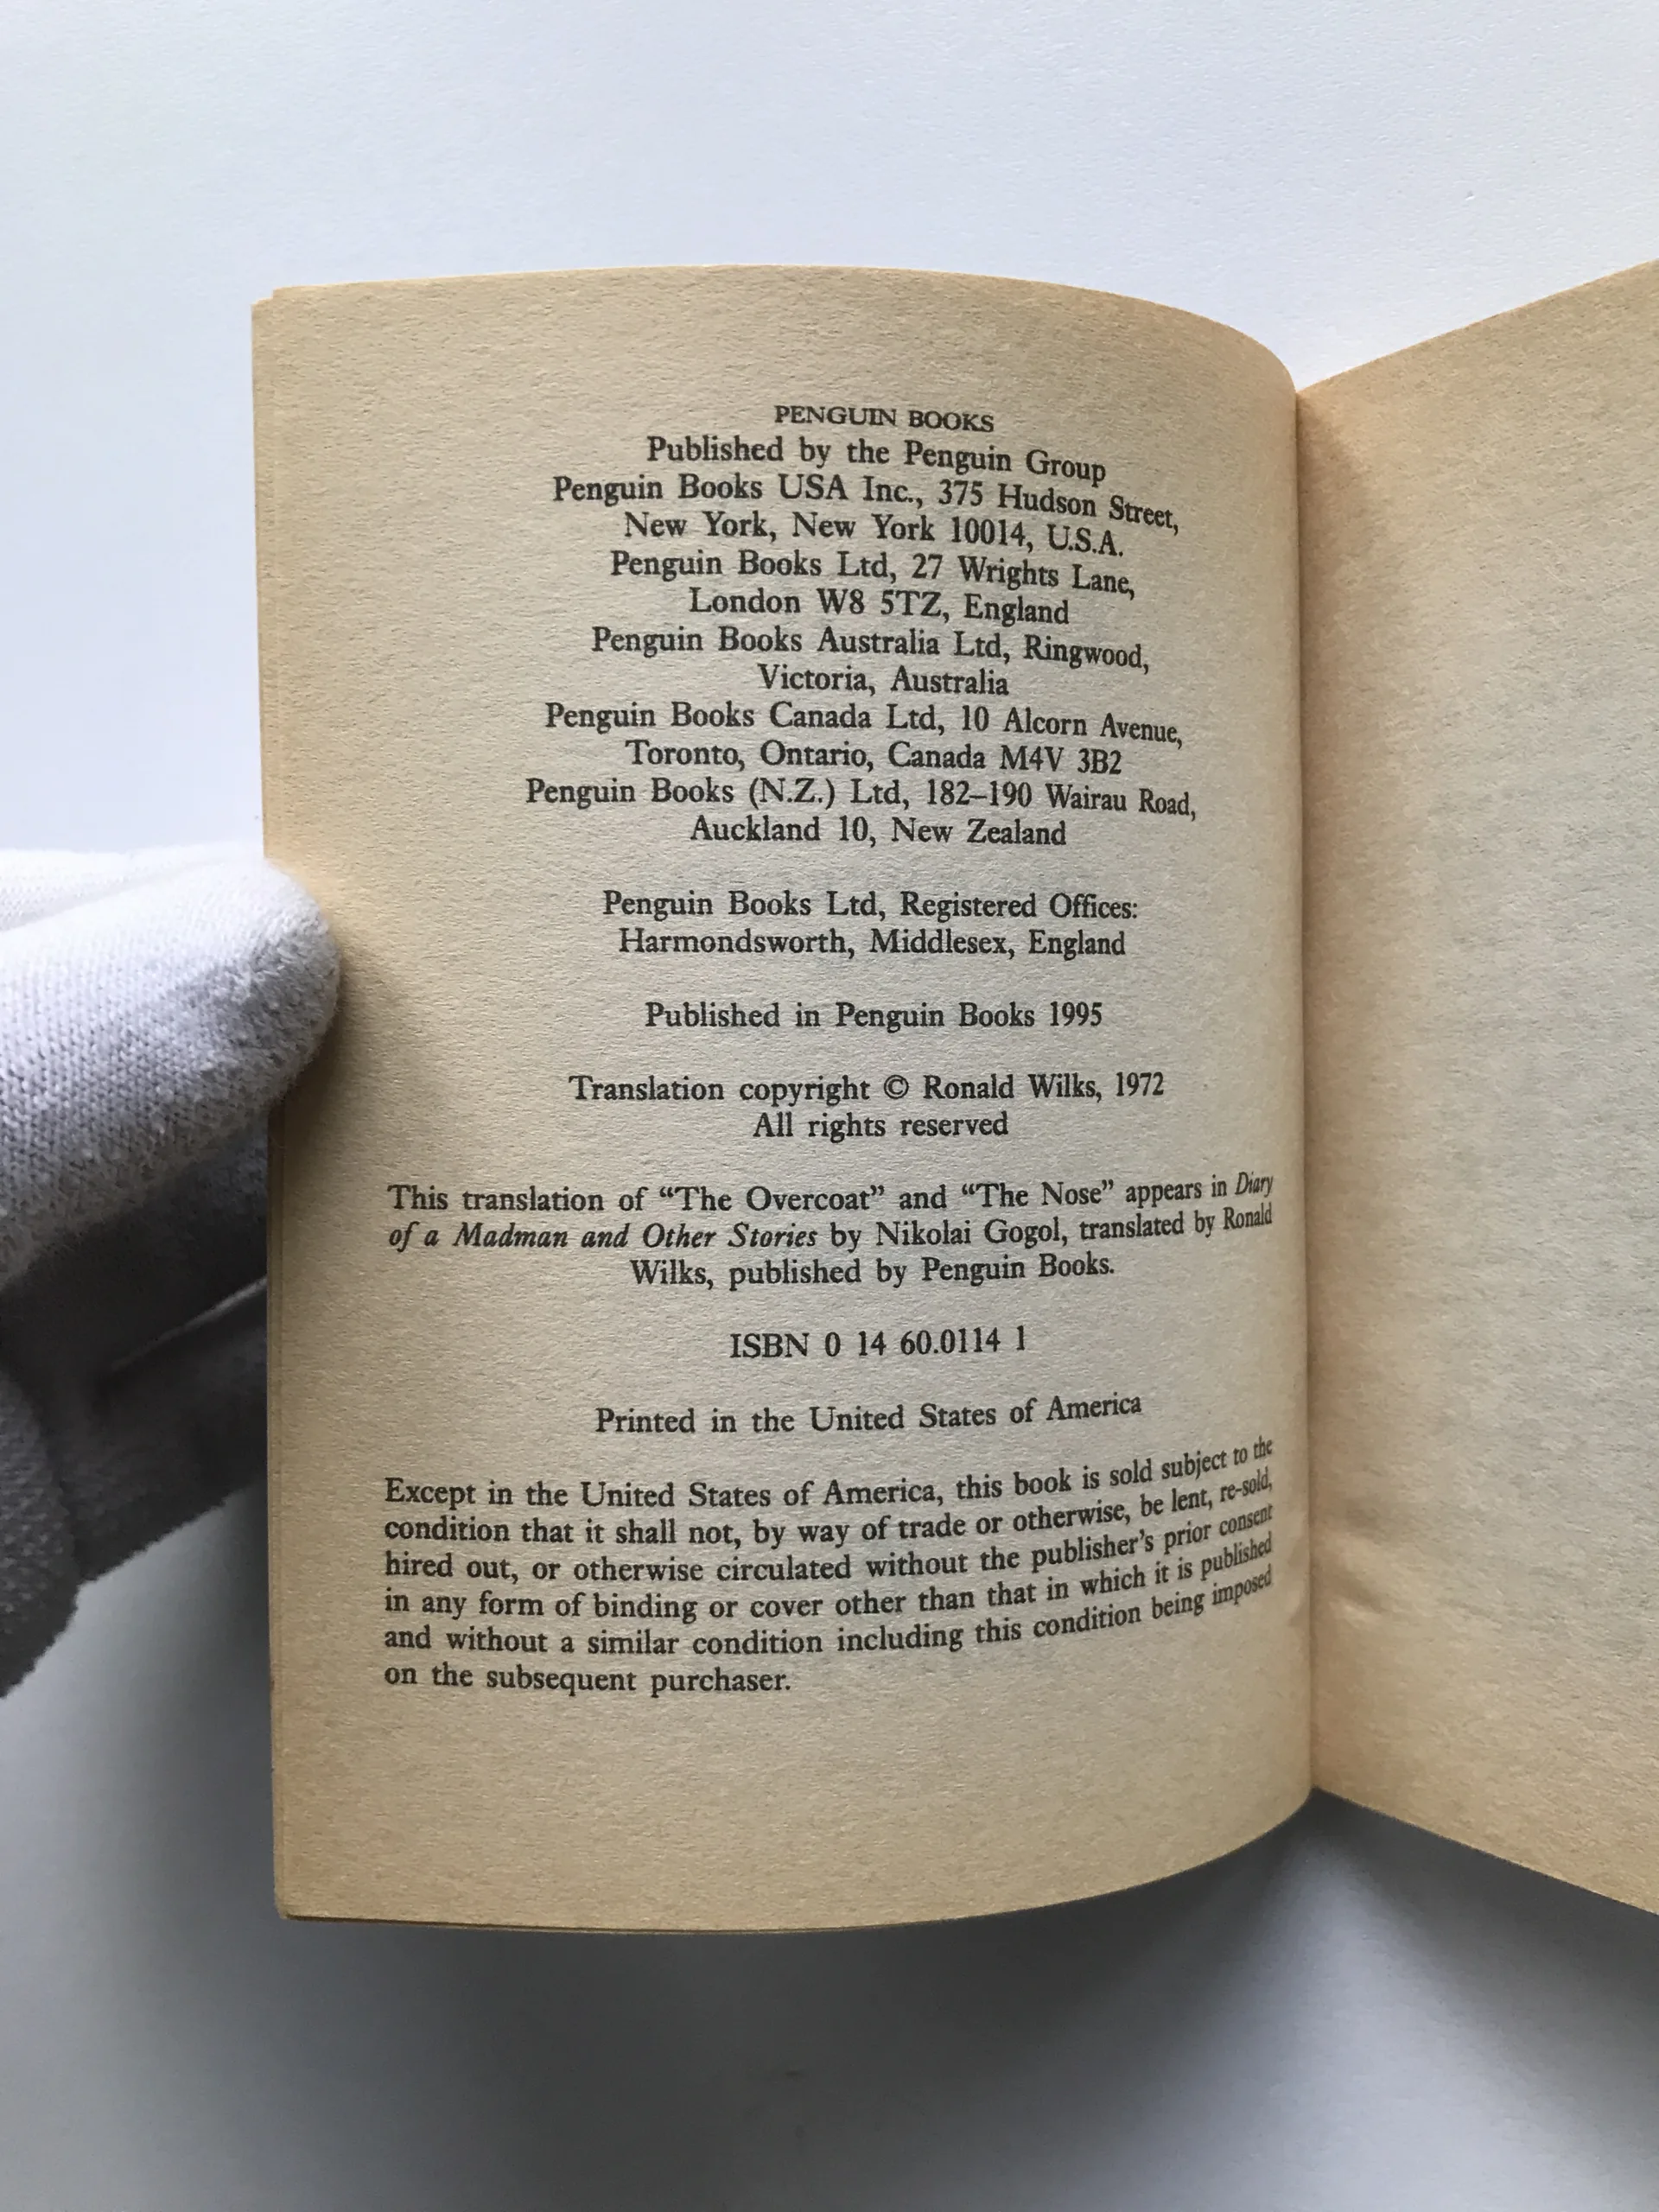 PENGUIN BOOKS
Published by the Penguin Group
Penguin Books USA Inc., 375 Hudson Street,
New York, New York 10014, U.S.A.
Penguin Books Ltd, 27 Wrights Lane,
London W8 5TZ, England
Penguin Books Australia Ltd, Ringwood,
Victoria, Australia
Penguin Books Canada Ltd, 10 Alcorn Avenue,
Toronto, Ontario, Canada M4V 3B2
Penguin Books (N.Z.) Ltd, 182–190 Wairau Road,
Auckland 10, New Zealand
Penguin Books Ltd, Registered Offices:
Harmondsworth, Middlesex, England
Published in Penguin Books 1995
Translation copyright © Ronald Wilks, 1972
All rights reserved
This translation of “The Overcoat” and “The Nose” appears in Diary
of a Madman and Other Stories by Nikolai Gogol, translated by Ronald
Wilks, published by Penguin Books.
ISBN 0 14 60.0114 1
Printed in the United States of America
Except in the United States of America, this book is sold subject to the
condition that it shall not, by way of trade or otherwise, be lent, re-sold,
hired out, or otherwise circulated without the publisher’s prior consent
in any form of binding or cover other than that in which it is published
and without a similar condition including this condition being imposed
on the subsequent purchaser.